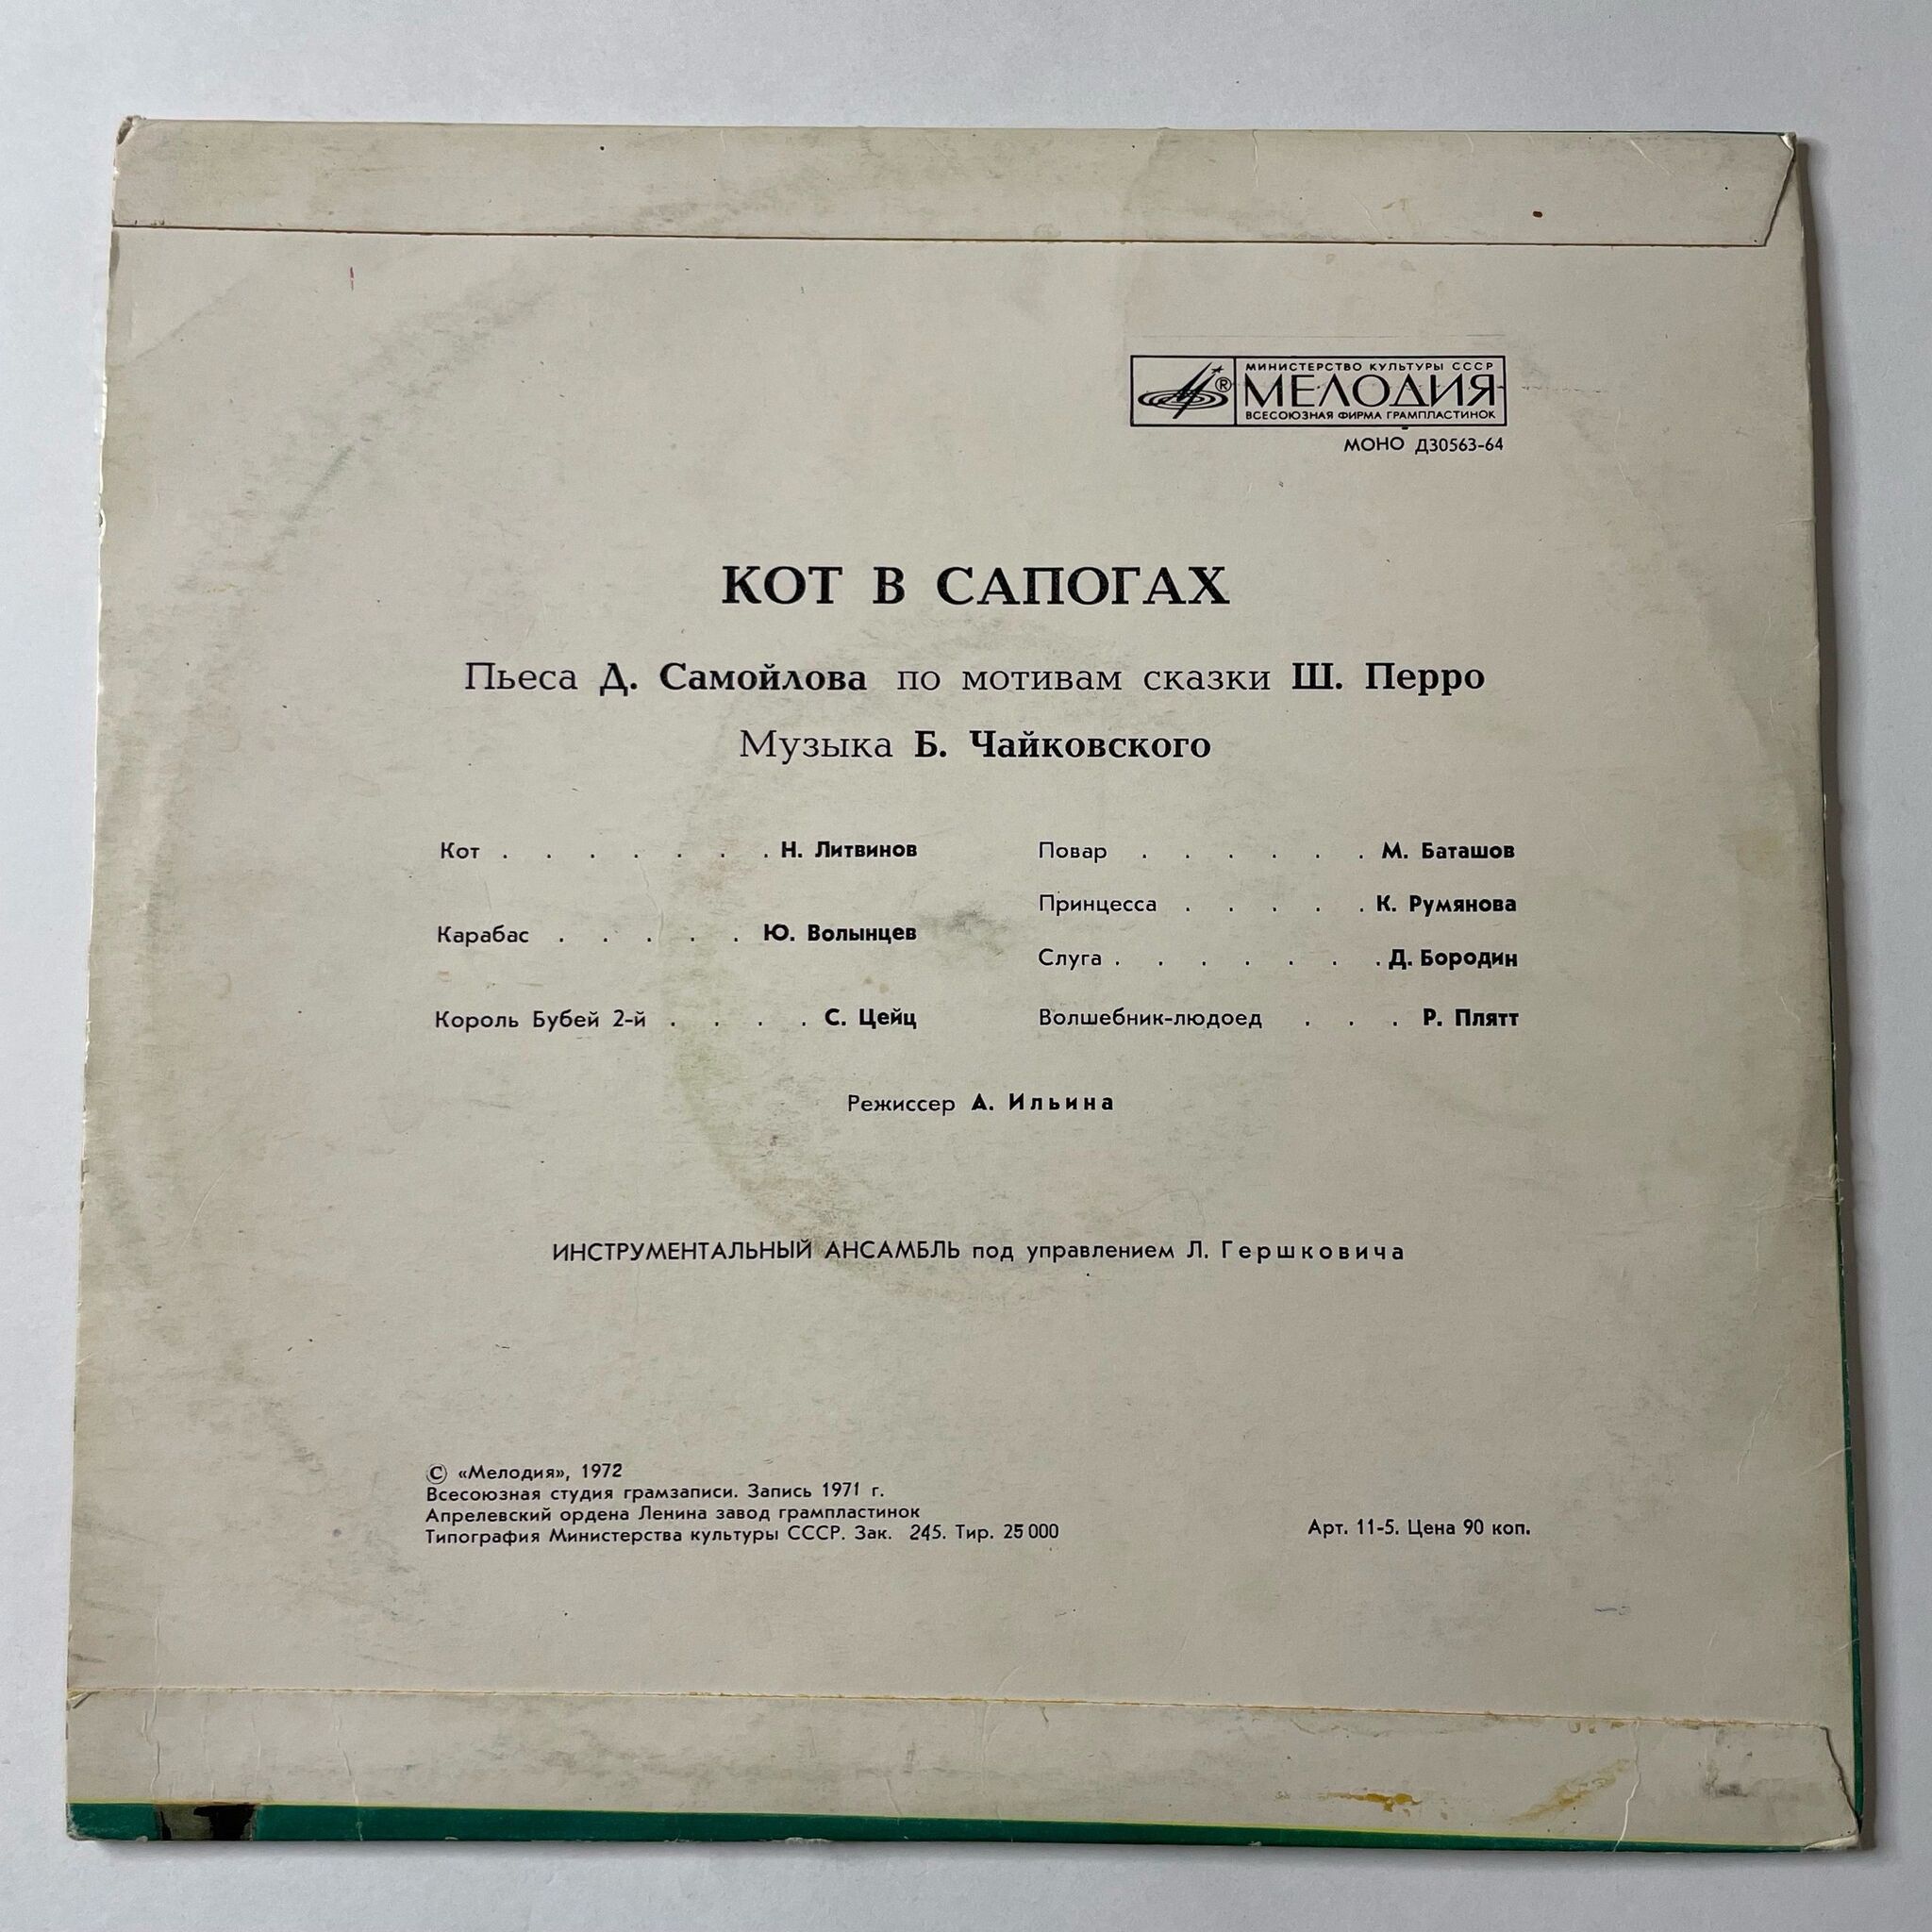 МИНИСТЕРСТВО КУЛЬТУРЫ СССР
® МЕЛОДИЯ
ВСЕСОЮЗНАЯ ФИРМА ГРАМПЛАСТИНОК
МОНО Д30563-64
КОТ В САПОГАХ
Пьеса Д. Самойлова по мотивам сказки Ш. Перро
Музыка Б. Чайковского
Кот . . . . . . . Н. Литвинов
Карабас . . . . . Ю. Волынцев
Король Бубей 2-й . . . . С. Цейц
Повар . . . . . . М. Баташов
Принцесса . . . . . К. Румянова
Слуга . . . . . . . Д. Бородин
Волшебник-людоед . . . Р. Плятт
Режиссер А. Ильина
ИНСТРУМЕНТАЛЬНЫЙ АНСАМБЛЬ под управлением Л. Гершковича
© «Мелодия», 1972
Всесоюзная студия грамзаписи. Запись 1971 г.
Апрелевский ордена Ленина завод грампластинок
Типография Министерства культуры СССР. Зак. 245. Тир. 25 000
Арт. 11-5. Цена 90 коп.